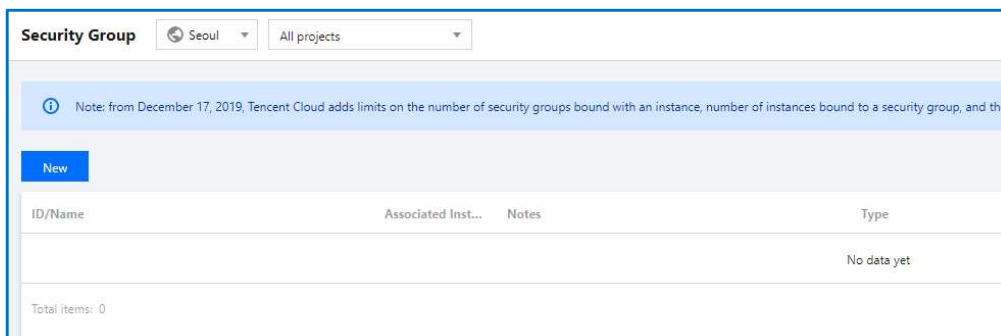 Security Group Seoul All projects
Note: from December 17, 2019, Tencent Cloud adds limits on the number of security groups bound with an instance, number of instances bound to a security group, and th
New
ID/Name Associated Inst... Notes Type
No data yet
Total items: 0